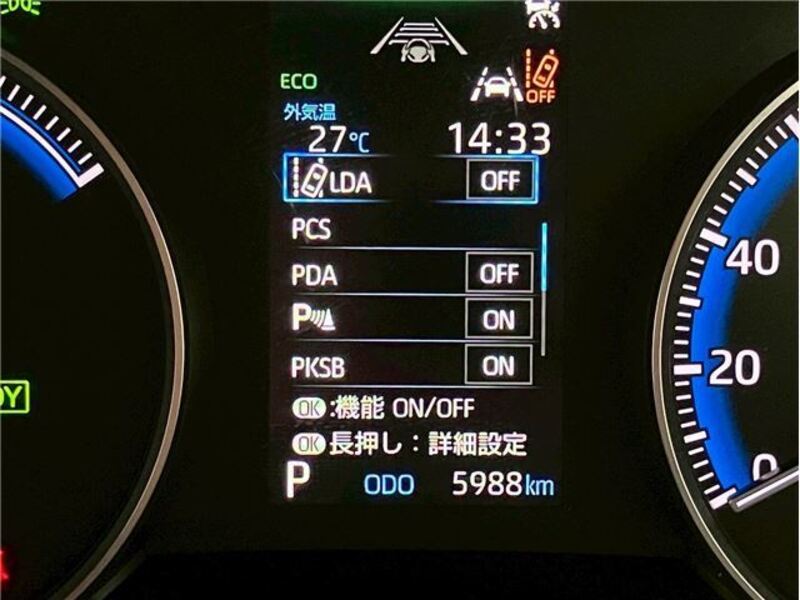 ECO
OFF
外気温
27℃ 14:33
LDA OFF
PCS
PDA OFF
P ON
PKSB ON
OK:機能 ON/OFF
OK長押し:詳細設定
P ODO 5988km
40
20
0